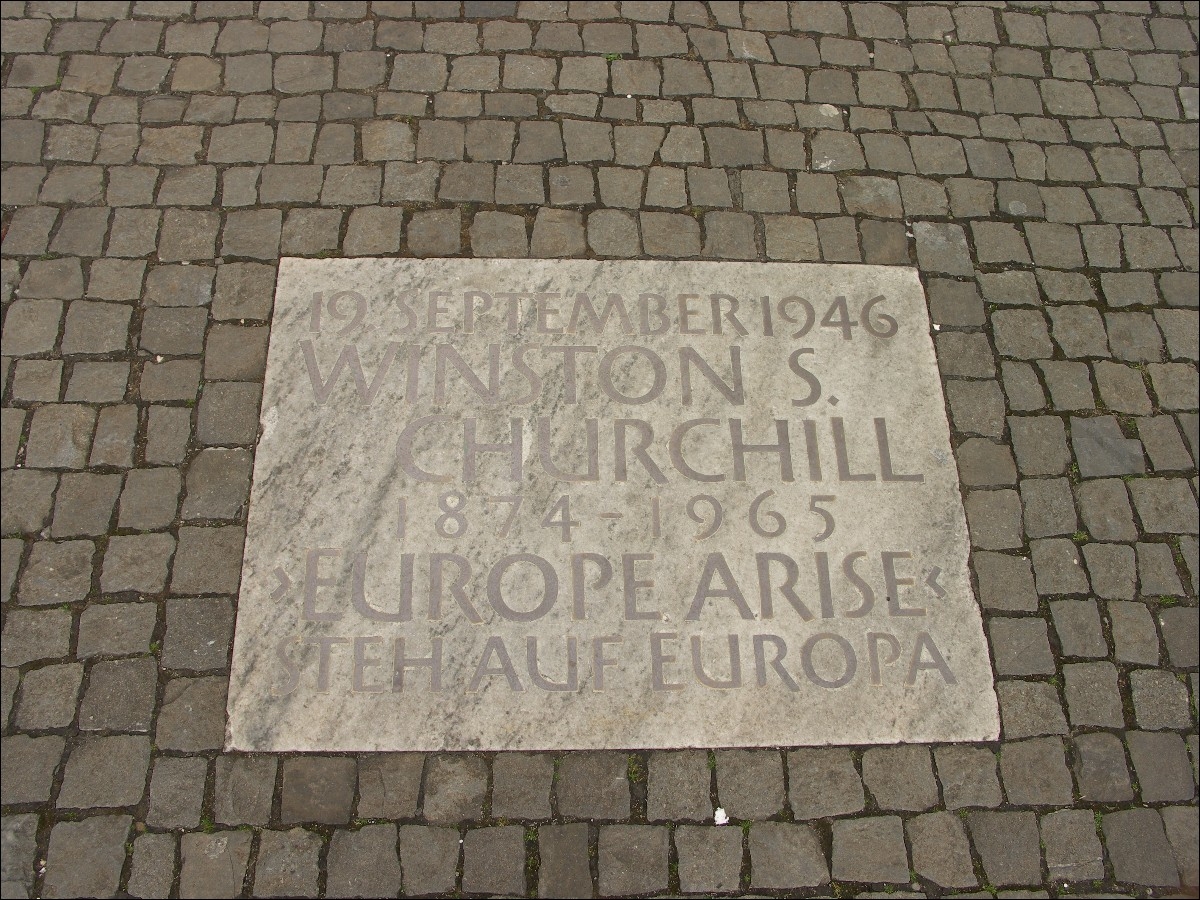 19. SEPTEMBER 1946
WINSTON S.
CHURCHILL
1874-1965
›EUROPE ARISE‹
STEH AUF EUROPA